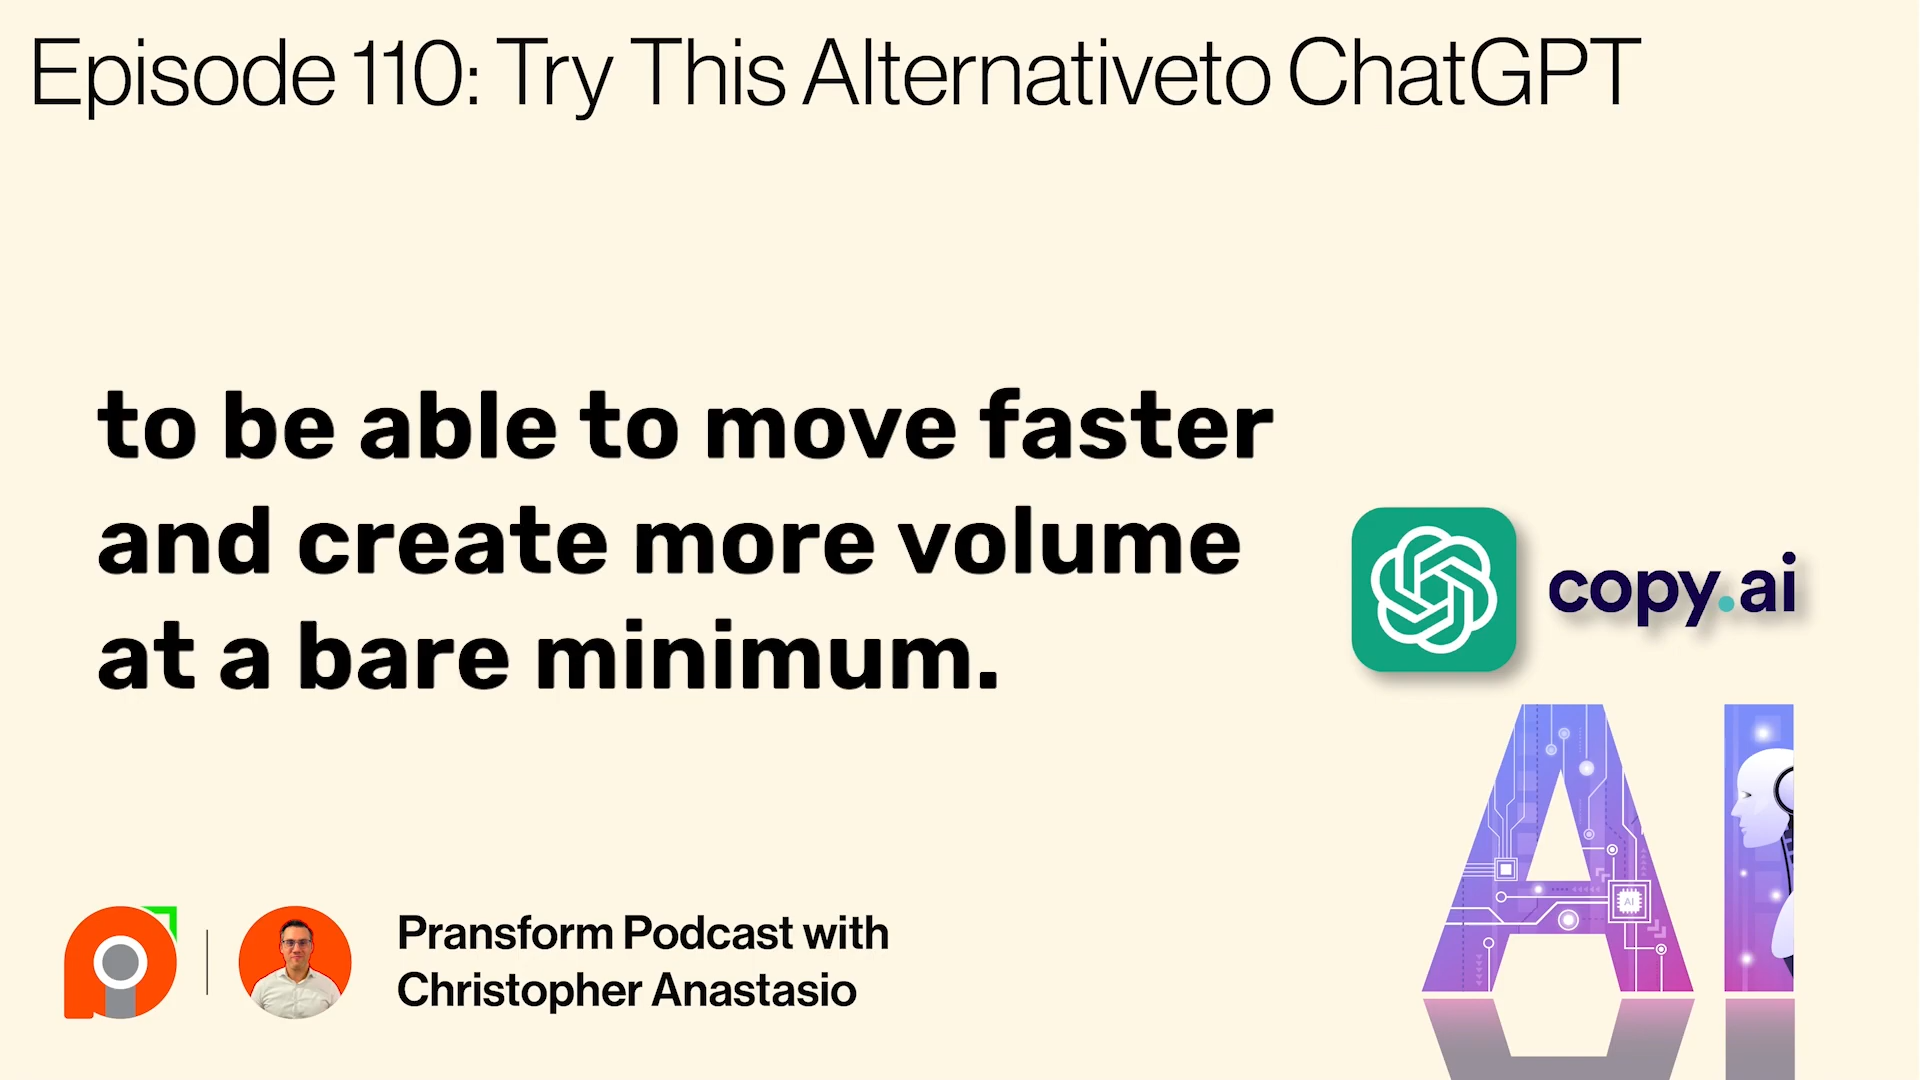 Episode 110: Try This Alternativeto ChatGPT
to be able to move faster
and create more volume
at a bare minimum.
copy.ai
AI
AI
Pransform Podcast with
Christopher Anastasio